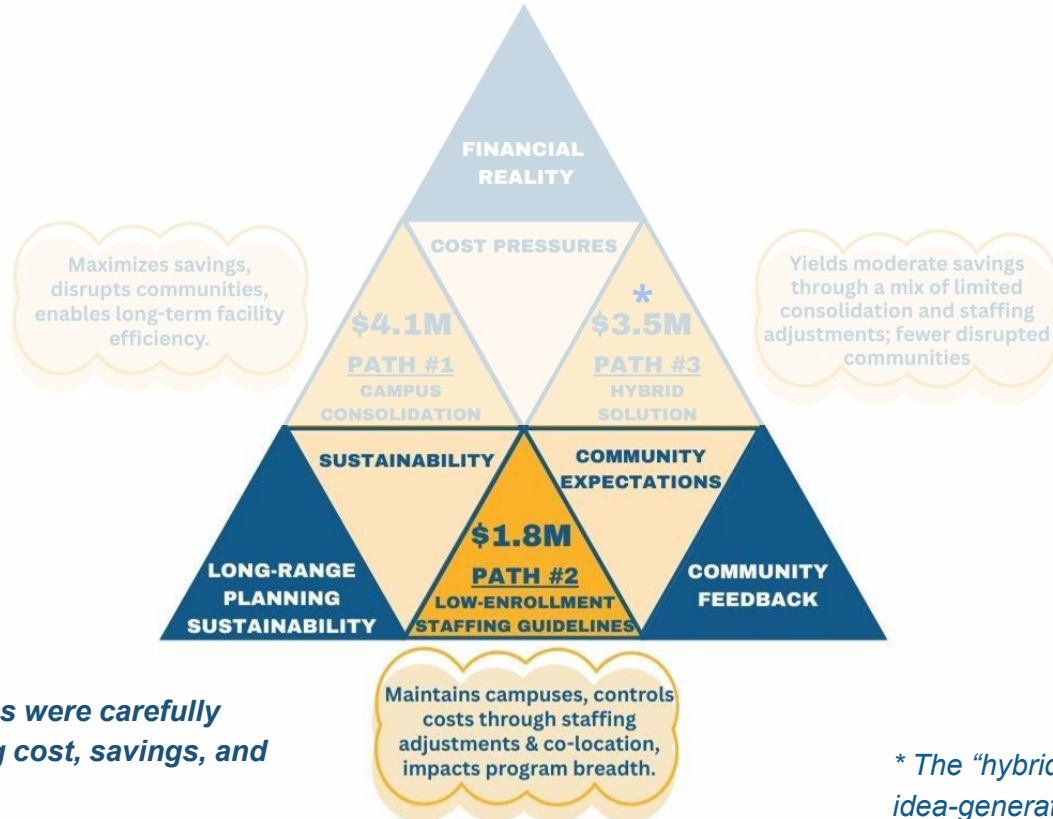 FINANCIAL
REALITY
COST PRESSURES
Maximizes savings,
disrupts communities,
enables long-term facility
efficiency.
Yields moderate savings
through a mix of limited
consolidation and staffing
adjustments; fewer disrupted
communities
$4.1M
PATH #1
CAMPUS
CONSOLIDATION
*
$3.5M
PATH #3
HYBRID
SOLUTION
SUSTAINABILITY
COMMUNITY
EXPECTATIONS
LONG-RANGE
PLANNING
SUSTAINABILITY
$1.8M
PATH #2
LOW-ENROLLMENT
STAFFING GUIDELINES
COMMUNITY
FEEDBACK
Maintains campuses, controls
costs through staffing
adjustments & co-location,
impacts program breadth.
s were carefully
g cost, savings, and
* The “hybrid
idea-generat